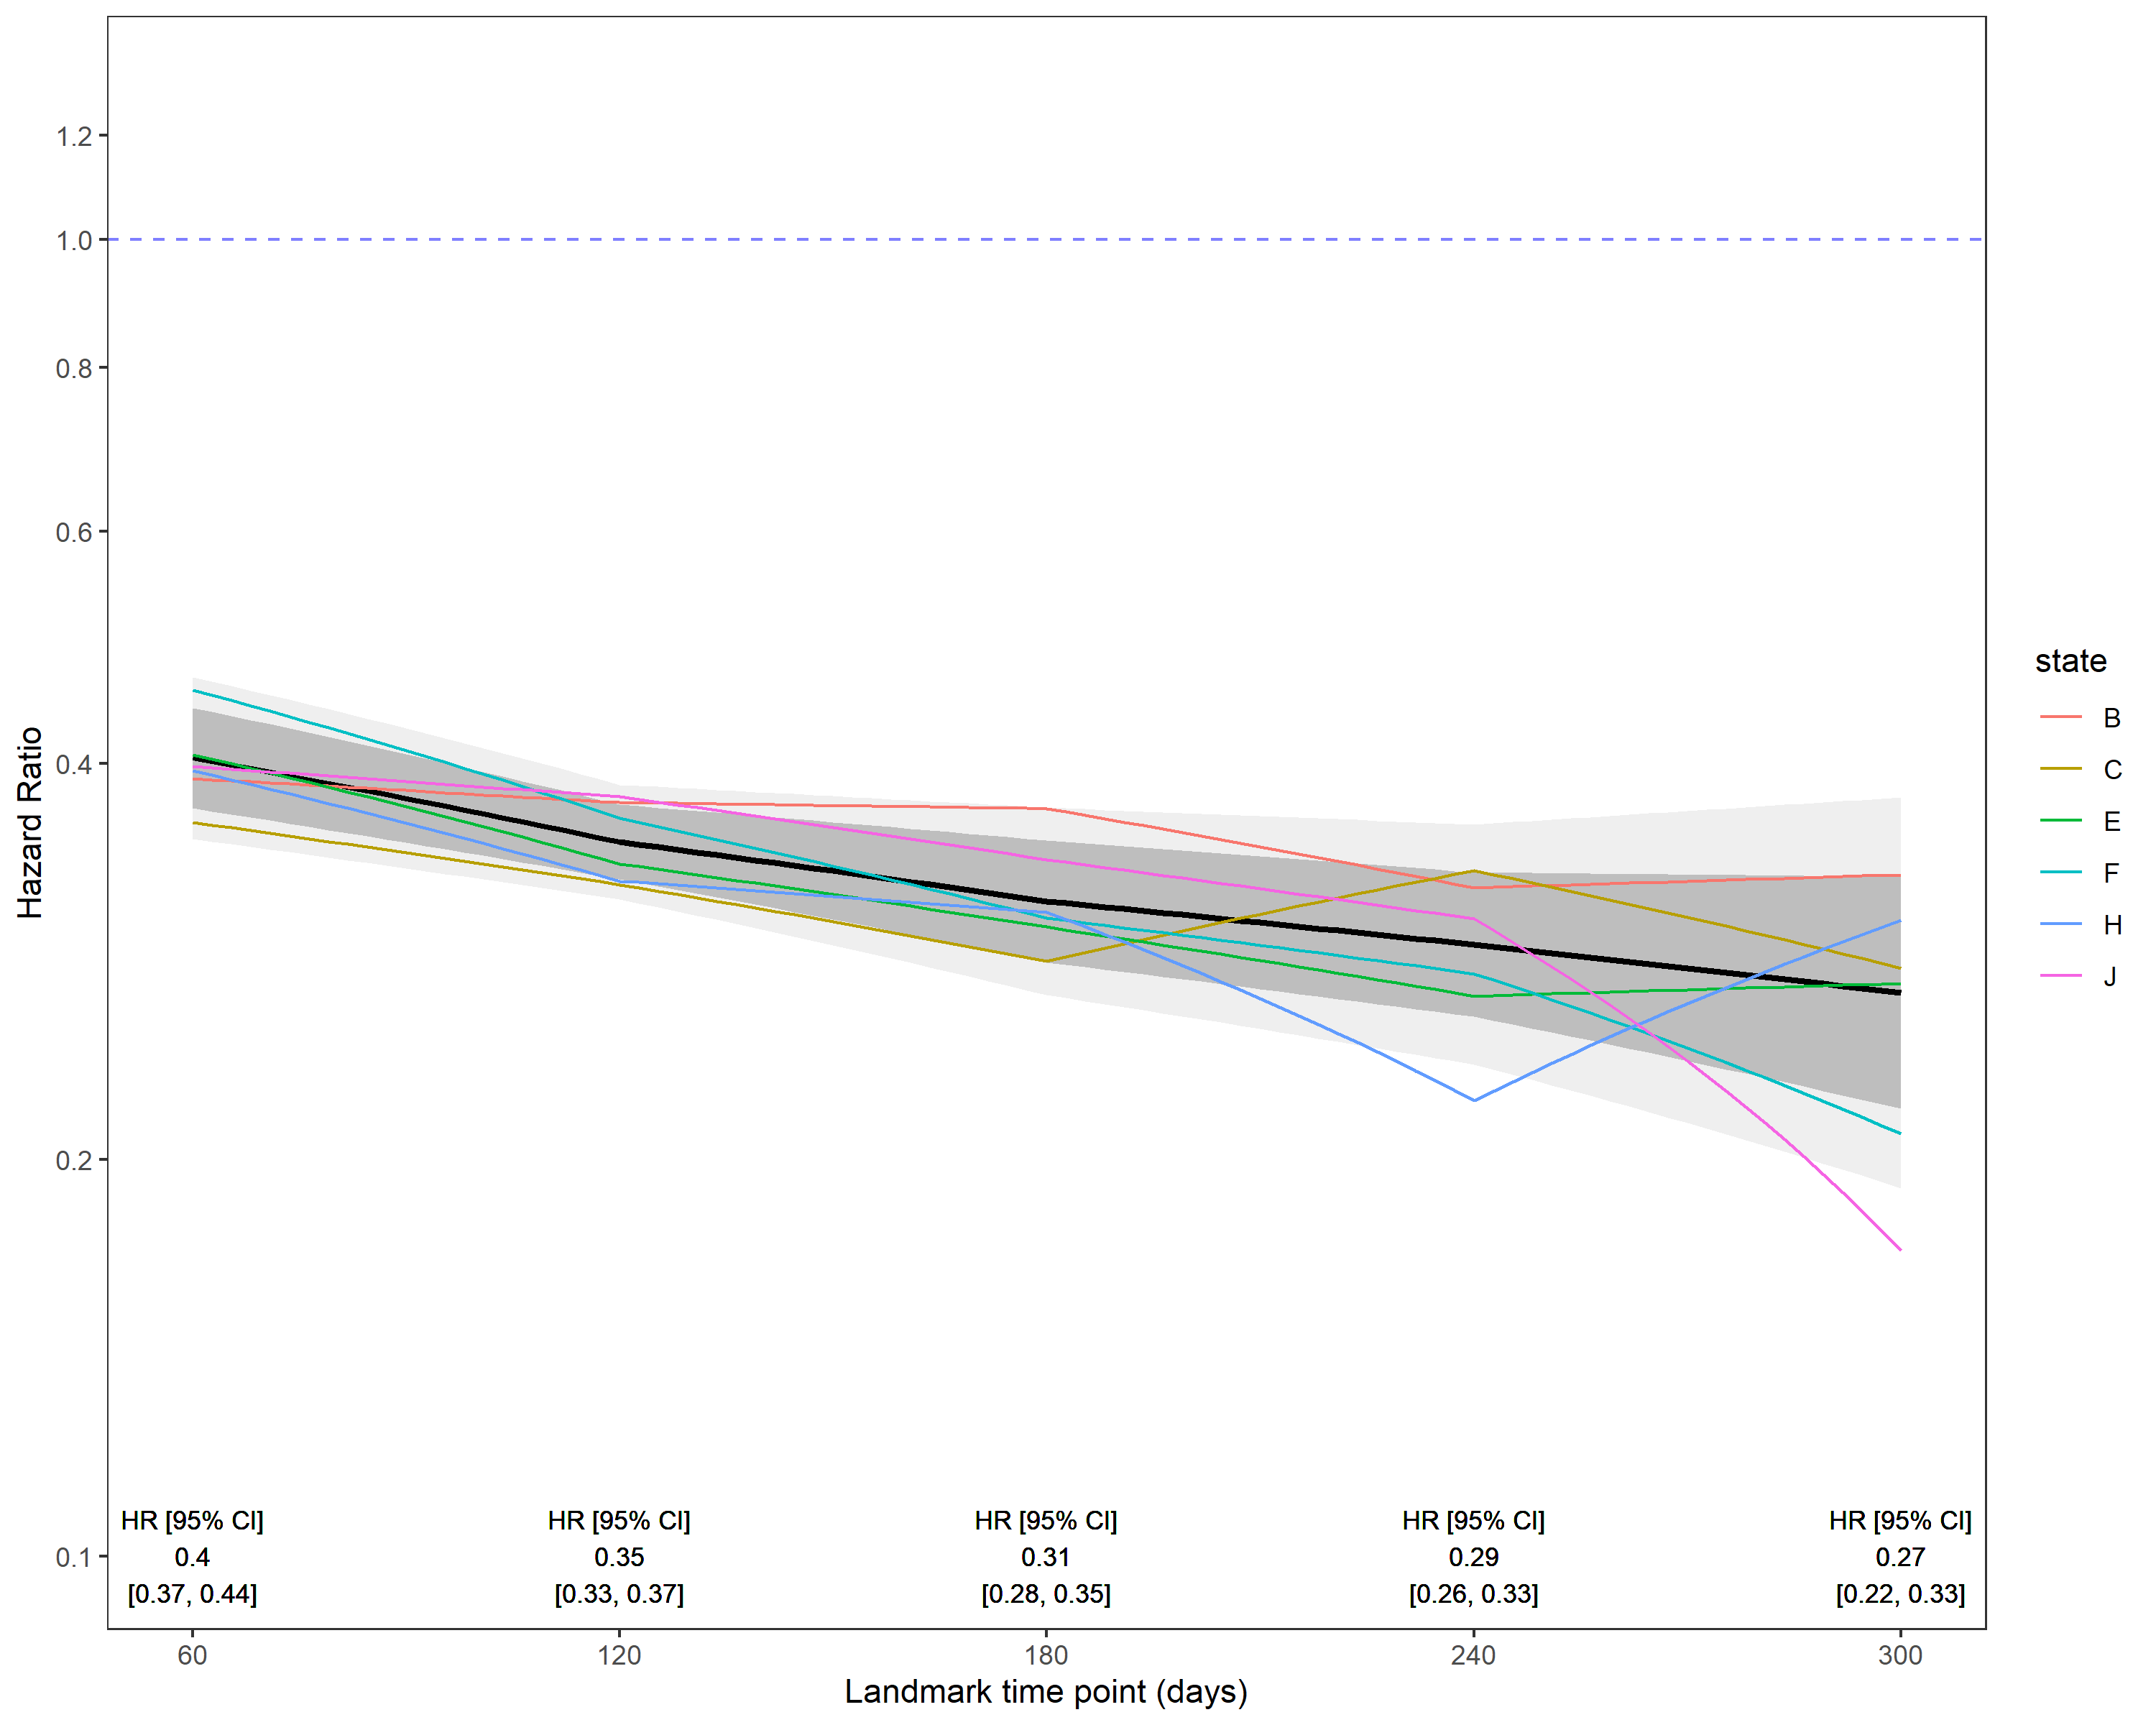 1.2
1.0
0.8
0.6
0.4
0.2
0.1
Hazard Ratio
HR [95% CI]
0.4
[0.37, 0.44]
HR [95% CI]
0.35
[0.33, 0.37]
HR [95% CI]
0.31
[0.28, 0.35]
HR [95% CI]
0.29
[0.26, 0.33]
HR [95% CI]
0.27
[0.22, 0.33]
60
120
180
240
300
Landmark time point (days)
state
B
C
E
F
H
J